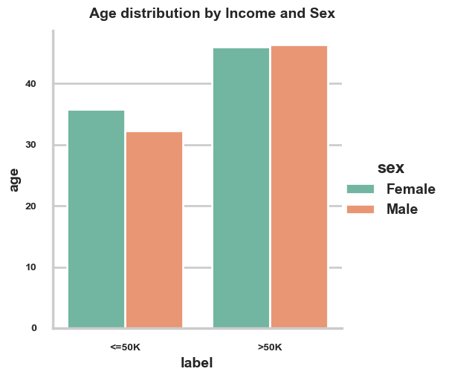 Age distribution by Income and Sex
age
40
30
20
10
0
<=50K
>50K
label
sex
Female
Male